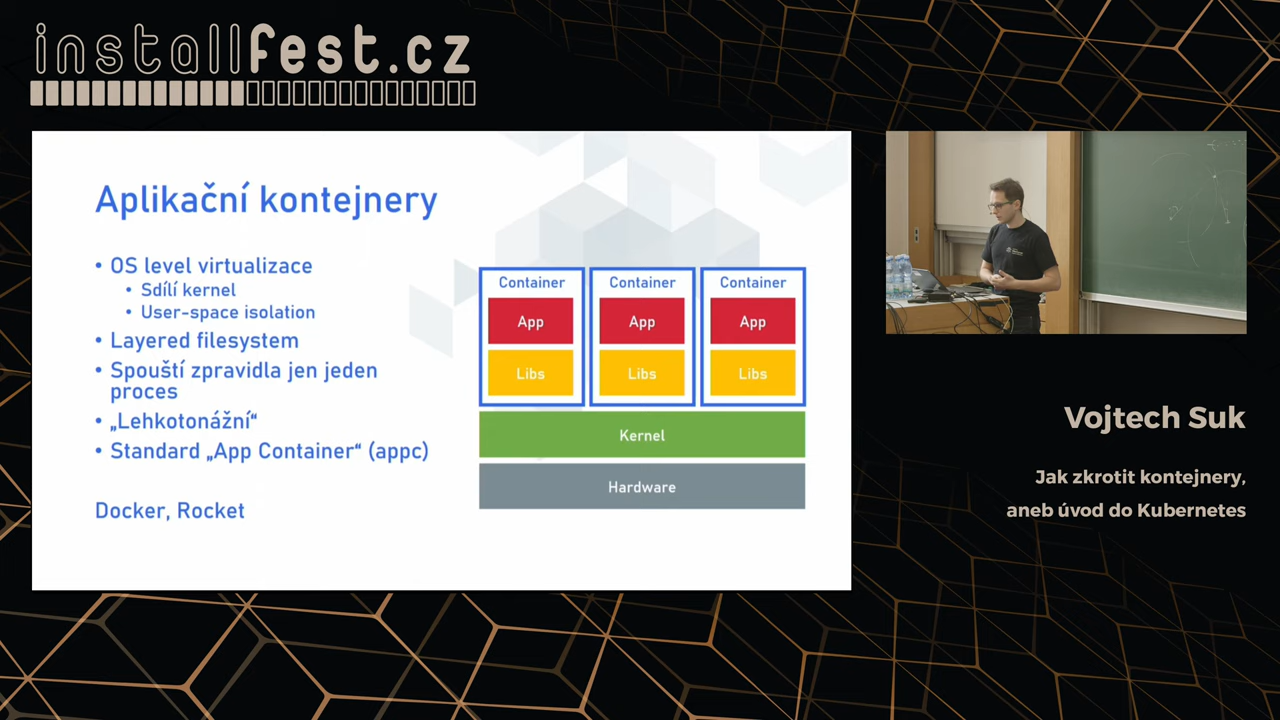 installfest.cz
Aplikační kontejnery
• OS level virtualizace
• Sdílí kernel
• User-space isolation
• Layered filesystem
• Spouští zpravidla jen jeden
proces
• „Lehkotonážní“
• Standard „App Container“ (appc)
Docker, Rocket
Container Container Container
App App App
Libs Libs Libs
Kernel
Hardware
Vojtech Suk
Jak zkrotit kontejnery,
aneb úvod do Kubernetes